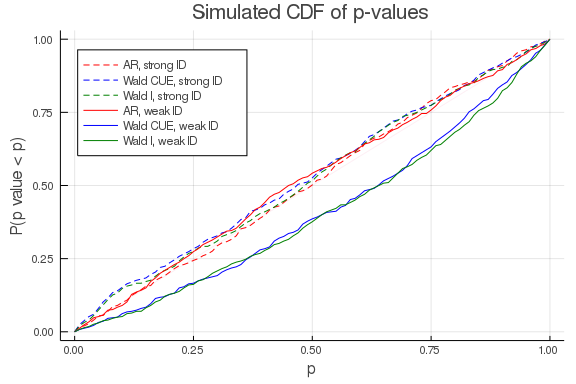 Simulated CDF of p-values
P(p value < p)
1.00
0.75
0.50
0.25
0.00
AR, strong ID
Wald CUE, strong ID
Wald I, strong ID
AR, weak ID
Wald CUE, weak ID
Wald I, weak ID
0.00 0.25 0.50 0.75 1.00
p